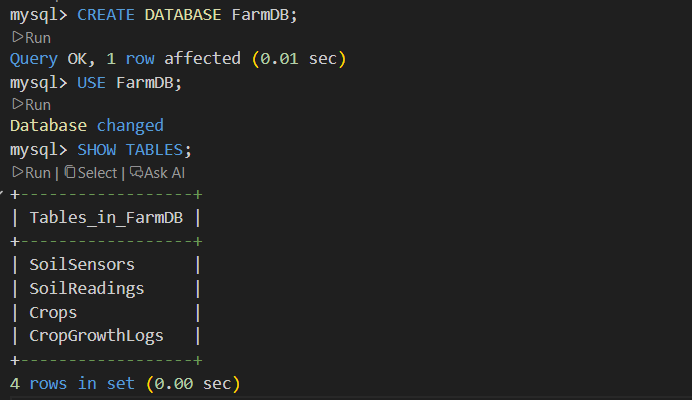 mysql> CREATE DATABASE FarmDB;
Run
Query OK, 1 row affected (0.01 sec)
mysql> USE FarmDB;
Run
Database changed
mysql> SHOW TABLES;
Run | Select | Ask AI
+------------------+
| Tables_in_FarmDB |
+------------------+
| SoilSensors      |
| SoilReadings     |
| Crops            |
| CropGrowthLogs   |
+------------------+
4 rows in set (0.00 sec)